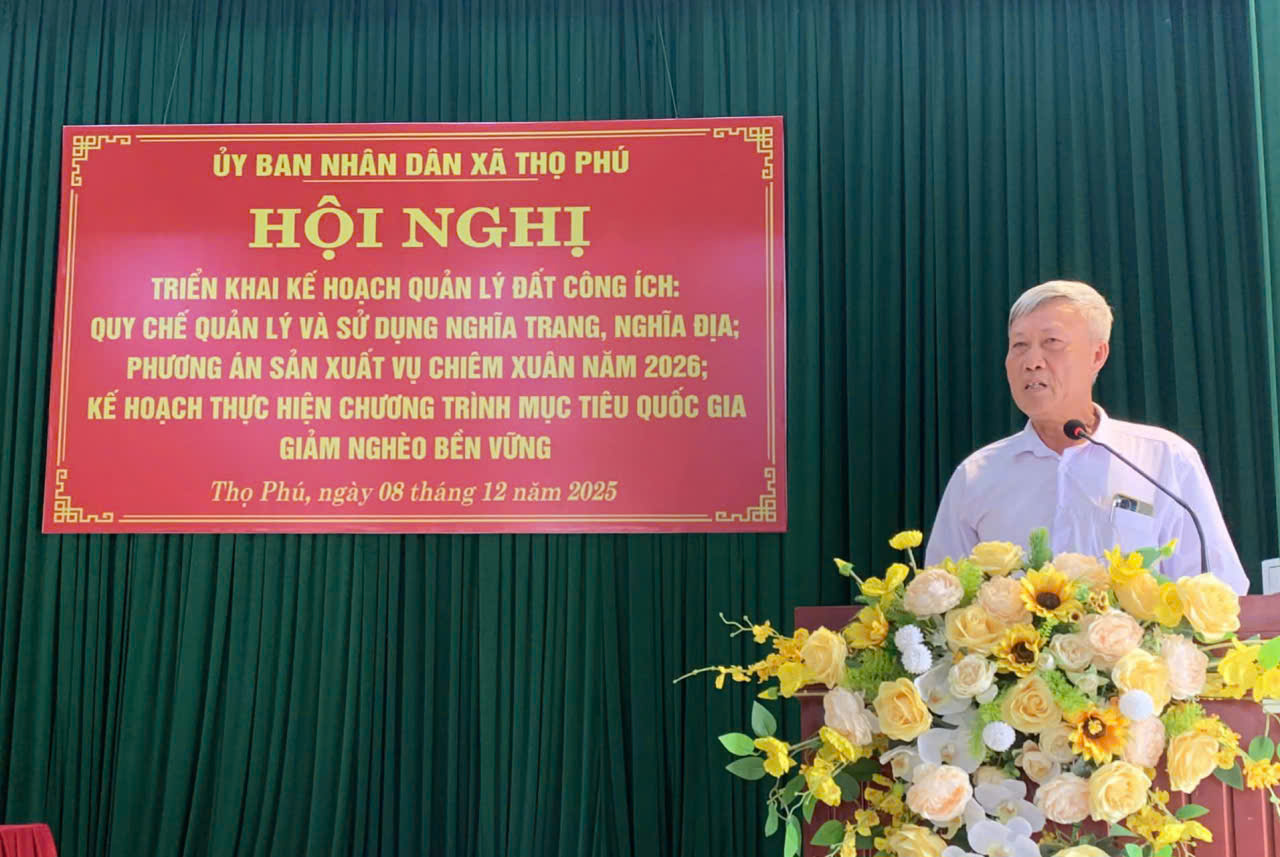 ỦY BAN NHÂN DÂN XÃ THỌ PHÚ
HỘI NGHỊ
TRIỂN KHAI KẾ HOẠCH QUẢN LÝ ĐẤT CÔNG ÍCH:
QUY CHẾ QUẢN LÝ VÀ SỬ DỤNG NGHĨA TRANG, NGHĨA ĐỊA;
PHƯƠNG ÁN SẢN XUẤT VỤ CHIÊM XUÂN NĂM 2026;
KẾ HOẠCH THỰC HIỆN CHƯƠNG TRÌNH MỤC TIÊU QUỐC GIA
GIẢM NGHÈO BỀN VỮNG
Thọ Phú, ngày 08 tháng 12 năm 2025